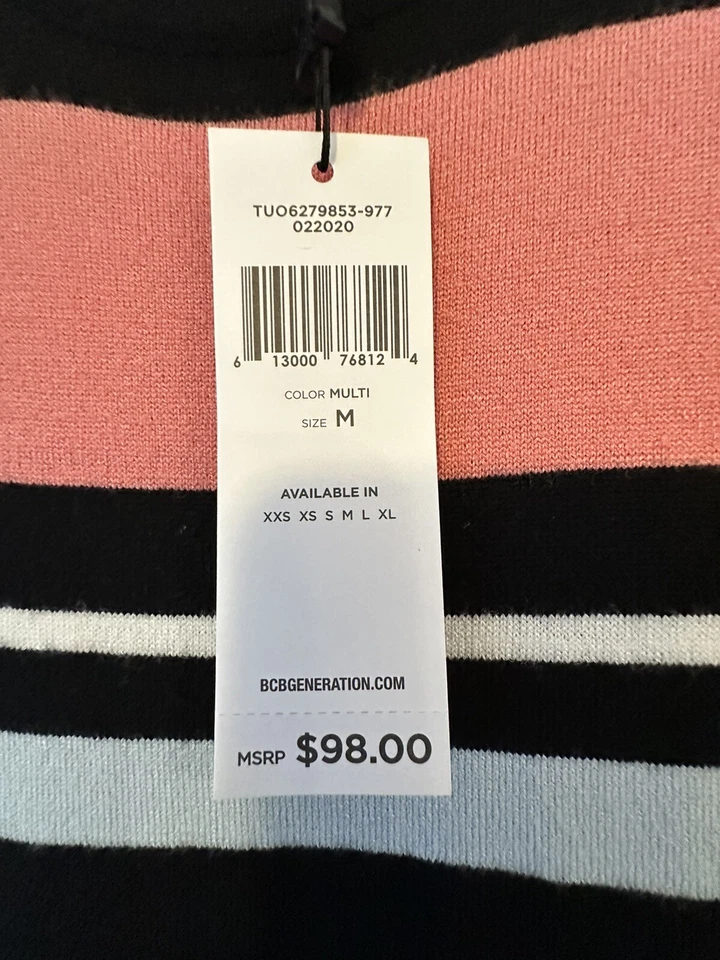 TUO6279853-977
022020
6 13000 76812 4
COLOR MULTI
SIZE M
AVAILABLE IN
XXS XS S M L XL
BCBGENERATION.COM
MSRP $98.00